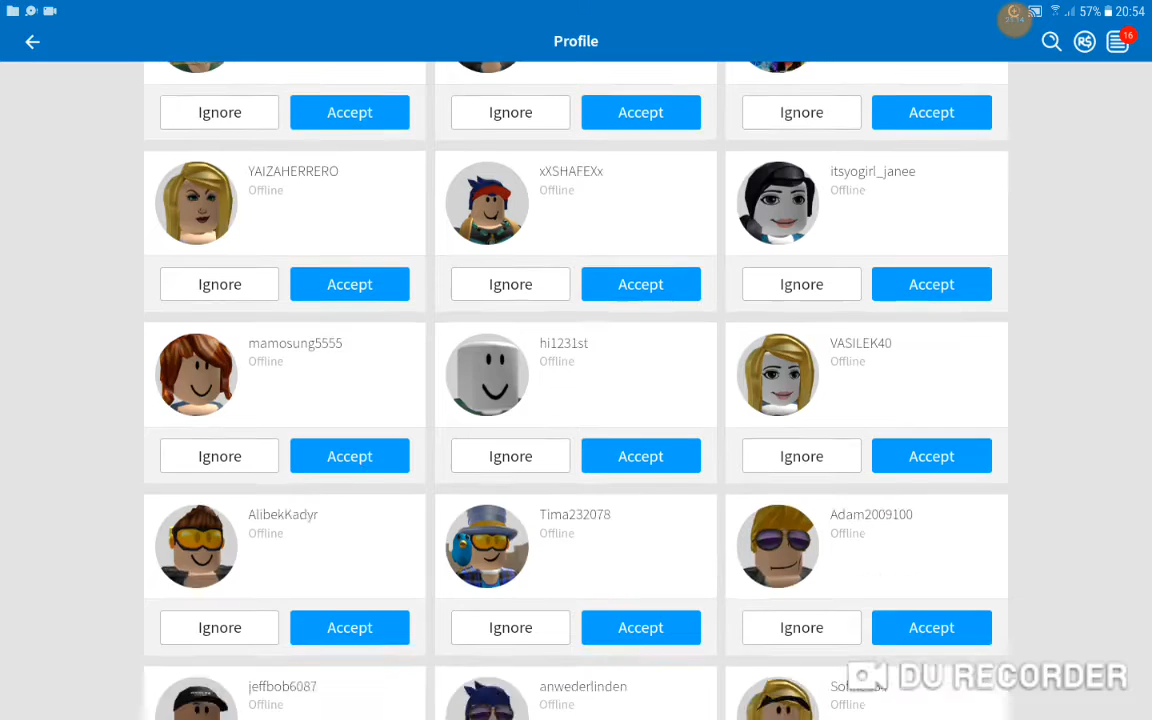 57% 20:54
Profile
R$
16
Ignore Accept Ignore Accept Ignore Accept
YAIZAHERRERO xXSHAFEXx itsyogirl_janee
Offline Offline Offline
Ignore Accept Ignore Accept Ignore Accept
mamosung5555 hi1231st VASILEK40
Offline Offline Offline
Ignore Accept Ignore Accept Ignore Accept
AlibekKadyr Tima232078 Adam2009100
Offline Offline Offline
Ignore Accept Ignore Accept Ignore Accept
jeffbob6087 anwederlinden
Offline Offline Offline
DU RECORDER